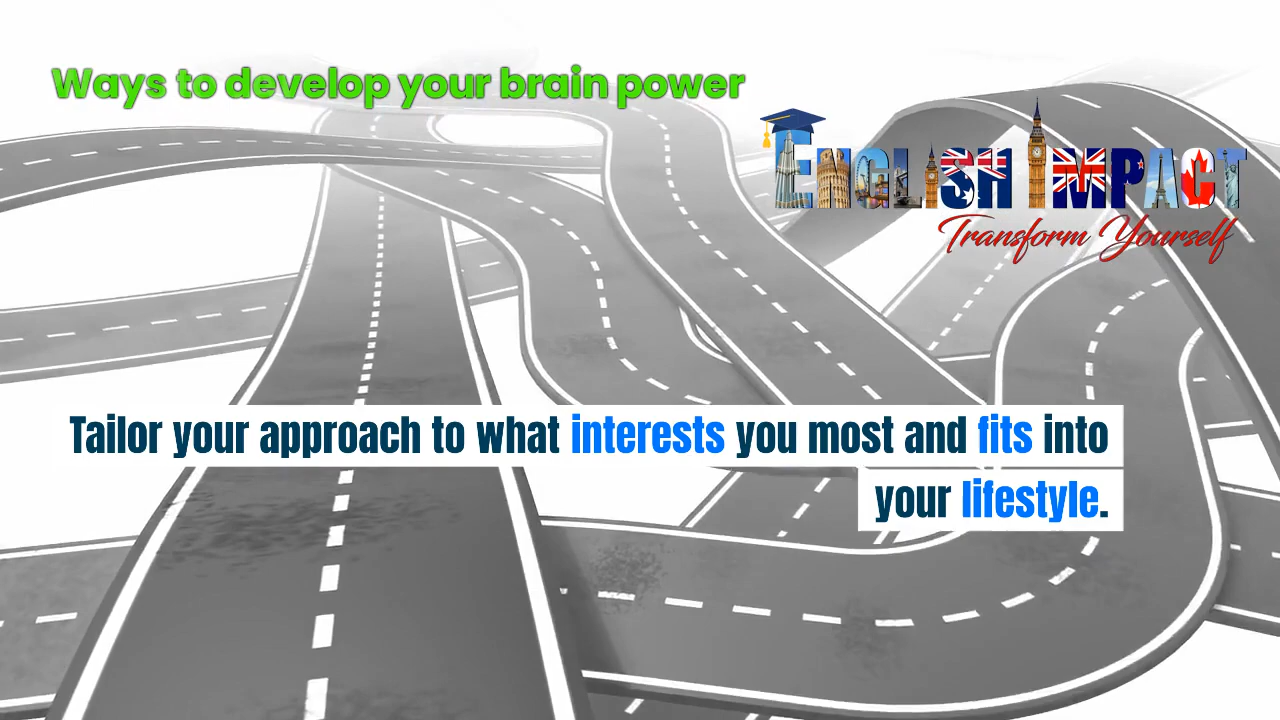 Ways to develop your brain power
ENGLISH IMPACT
Transform Yourself
Tailor your approach to what interests you most and fits into
your lifestyle.